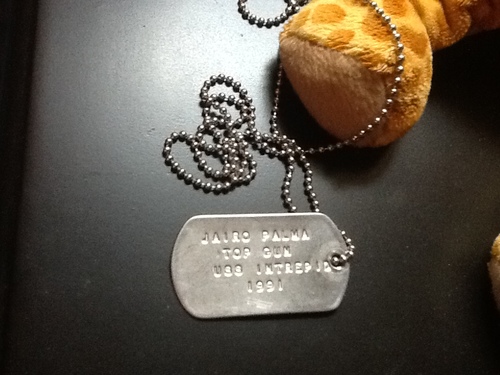 JAIRO PALMA
TOP GUN
USS INTREPID
1991